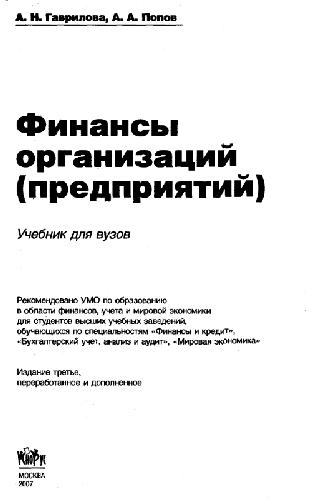 А. Н. Гаврилова, А. А. Попов
Финансы
организаций
(предприятий)
Учебник для вузов
Рекомендовано УМО по образованию
в области финансов, учета и мировой экономики
для студентов высших учебных заведений,
обучающихся по специальностям «Финансы и кредит»,
«Бухгалтерский учет, анализ и аудит», «Мировая экономика»
Издание третье,
переработанное и дополненное
КНОРУС
МОСКВА
2007